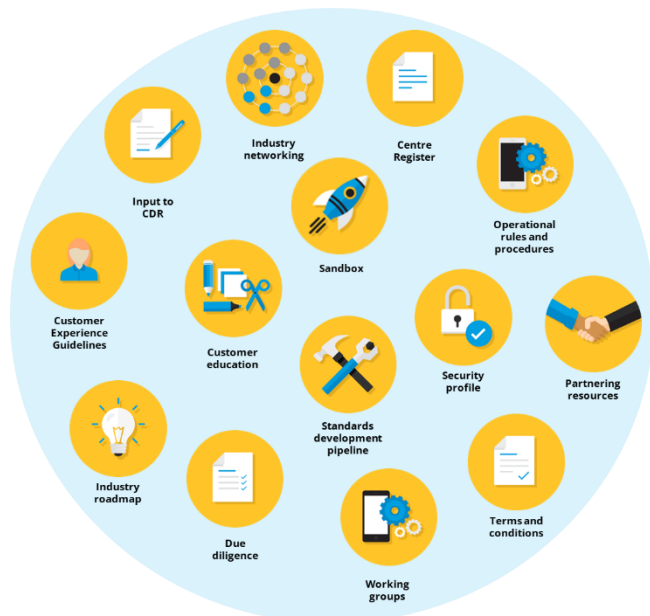 Industry
networking
Centre
Register
Input to
CDR
Operational
rules and
procedures
Sandbox
Customer
Experience
Guidelines
Customer education
Security
profile
Partnering
resources
Standards
development
pipeline
Industry
roadmap
Due
diligence
Terms and
conditions
Working
groups